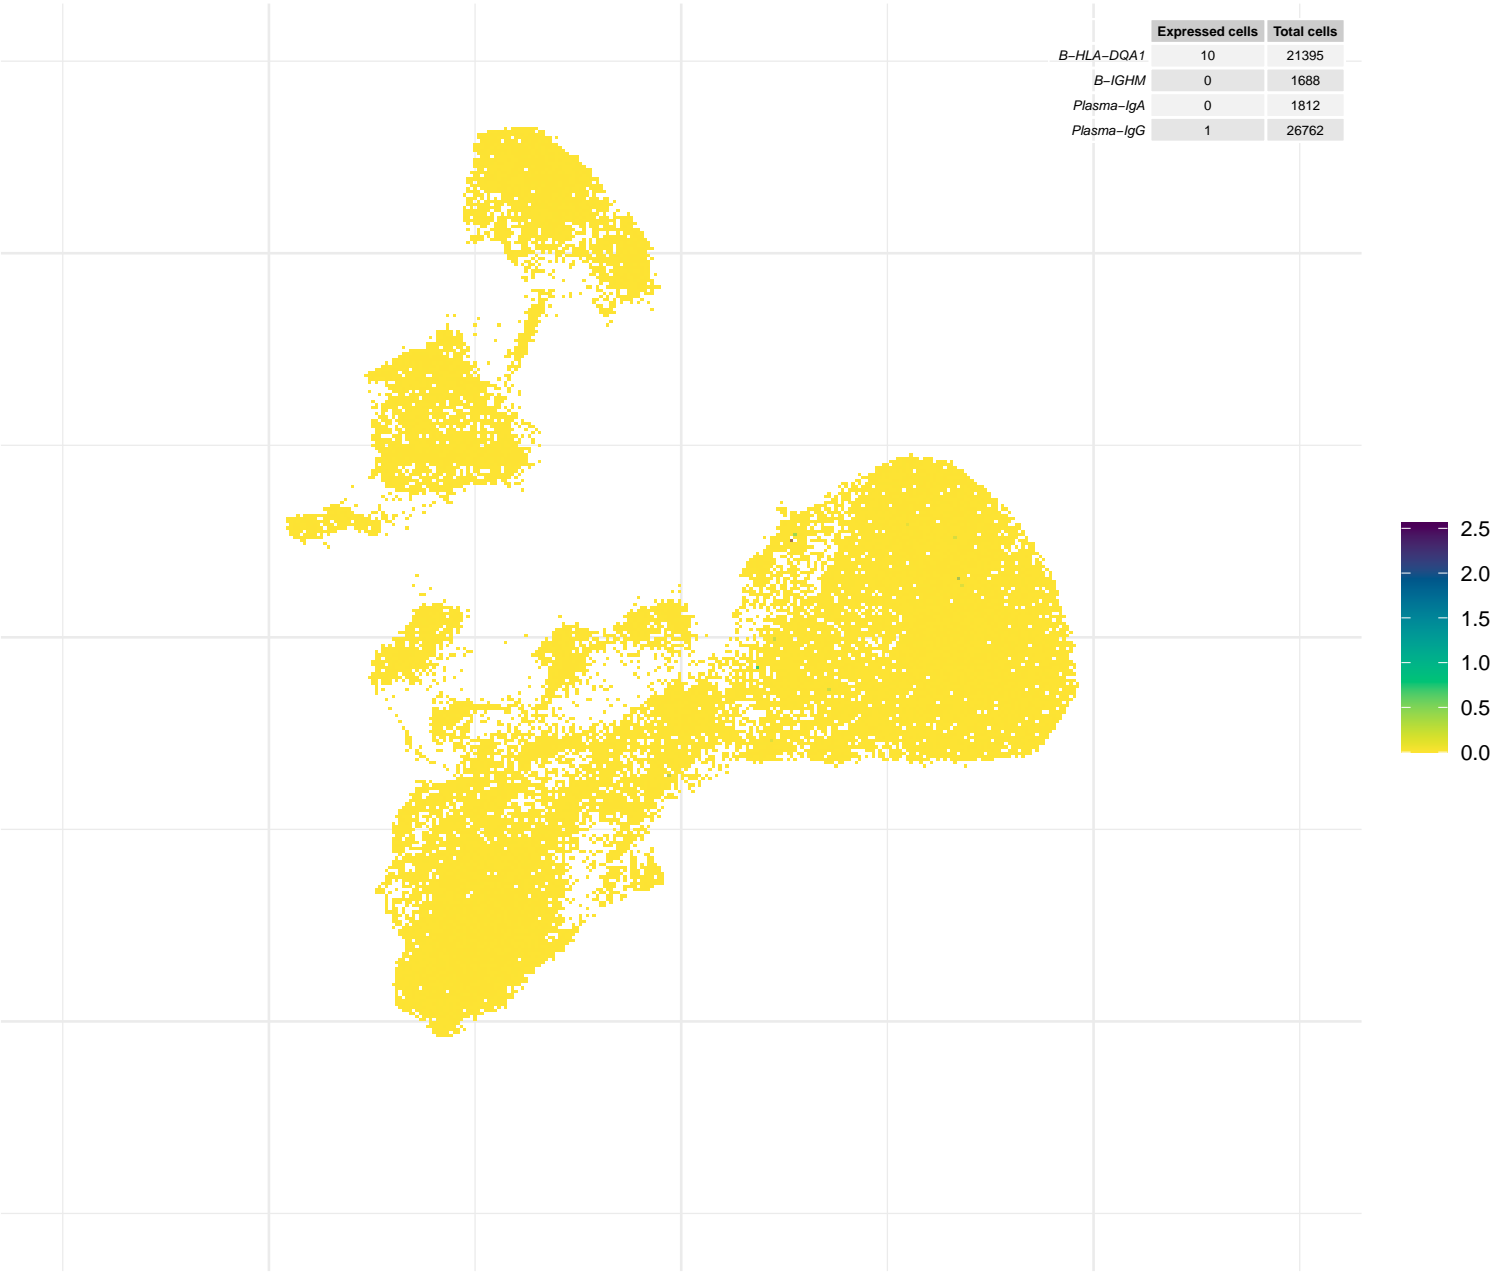 Expressed cells Total cells
B−HLA−DQA1 10 21395
B−IGHM 0 1688
Plasma−IgA 0 1812
Plasma−IgG 1 26762
2.5
2.0
1.5
1.0
0.5
0.0